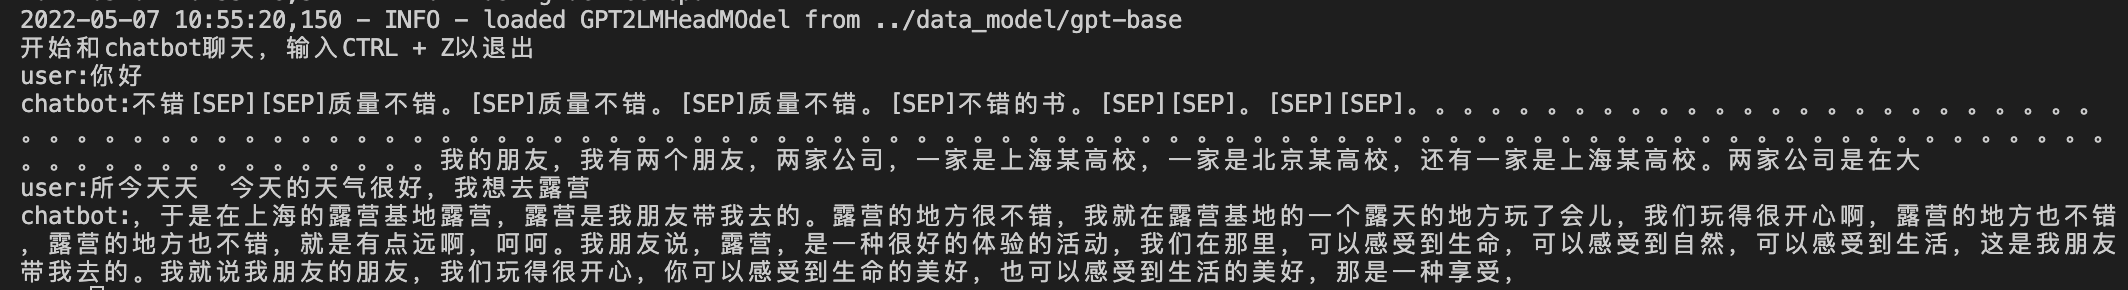 2022-05-07 10:55:20,150 - INFO - loaded GPT2LMHeadMOdel from ../data_model/gpt-base
开始和chatbot聊天, 输入CTRL + Z以退出
user:你好
chatbot:不错[SEP][SEP]质量不错。[SEP]质量不错。[SEP]质量不错。[SEP]不错的书。[SEP][SEP]。[SEP][SEP]。。。。。。。。。。。。。。。。。。。。。。。。。
。。。。。。。。。。。。。。。。。。。。。。。。。。。。。。。。。。。。。。。。。。。。。。。。。。。。。。。。。。。。。。。。。。。。。。。。。。。
。。。。。。。。。。。。。。。我的朋友, 我有两个朋友, 两家公司, 一家是上海某高校, 一家是北京某高校, 还有一家是上海某高校。两家公司是在大
user:所今天天  今天的天气很好, 我想去露营
chatbot:, 于是在上海的露营基地露营, 露营是我朋友带我去的。露营的地方很不错, 我就在露营基地的一个露天的地方玩了会儿, 我们玩得很开心啊, 露营的地方也不错
, 露营的地方也不错, 就是有点远啊, 呵呵。我朋友说, 露营, 是一种很好的体验的活动, 我们在那里, 可以感受到生命, 可以感受到自然, 可以感受到生活, 这是我朋友
带我去的。我就说我朋友的朋友, 我们玩得很开心, 你可以感受到生命的美好, 也可以感受到生活的美好, 那是一种享受,